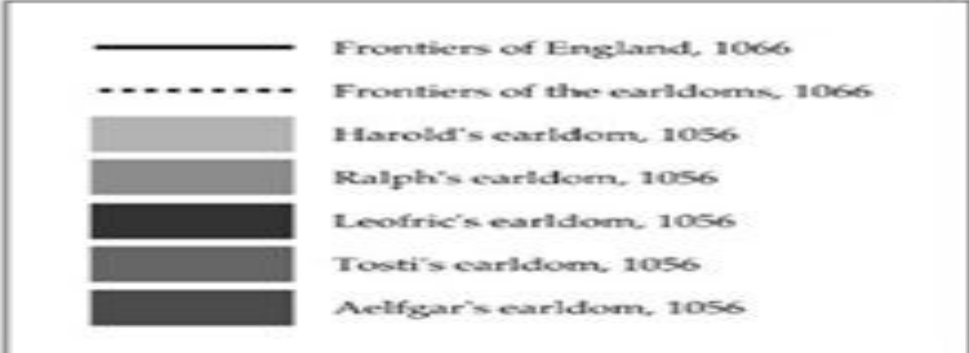 Frontiers of England, 1066
Frontiers of the earldoms, 1066
Harold's earldom, 1056
Ralph's earldom, 1056
Leofric's earldom, 1056
Tosti's earldom, 1056
Aelfgar's earldom, 1056